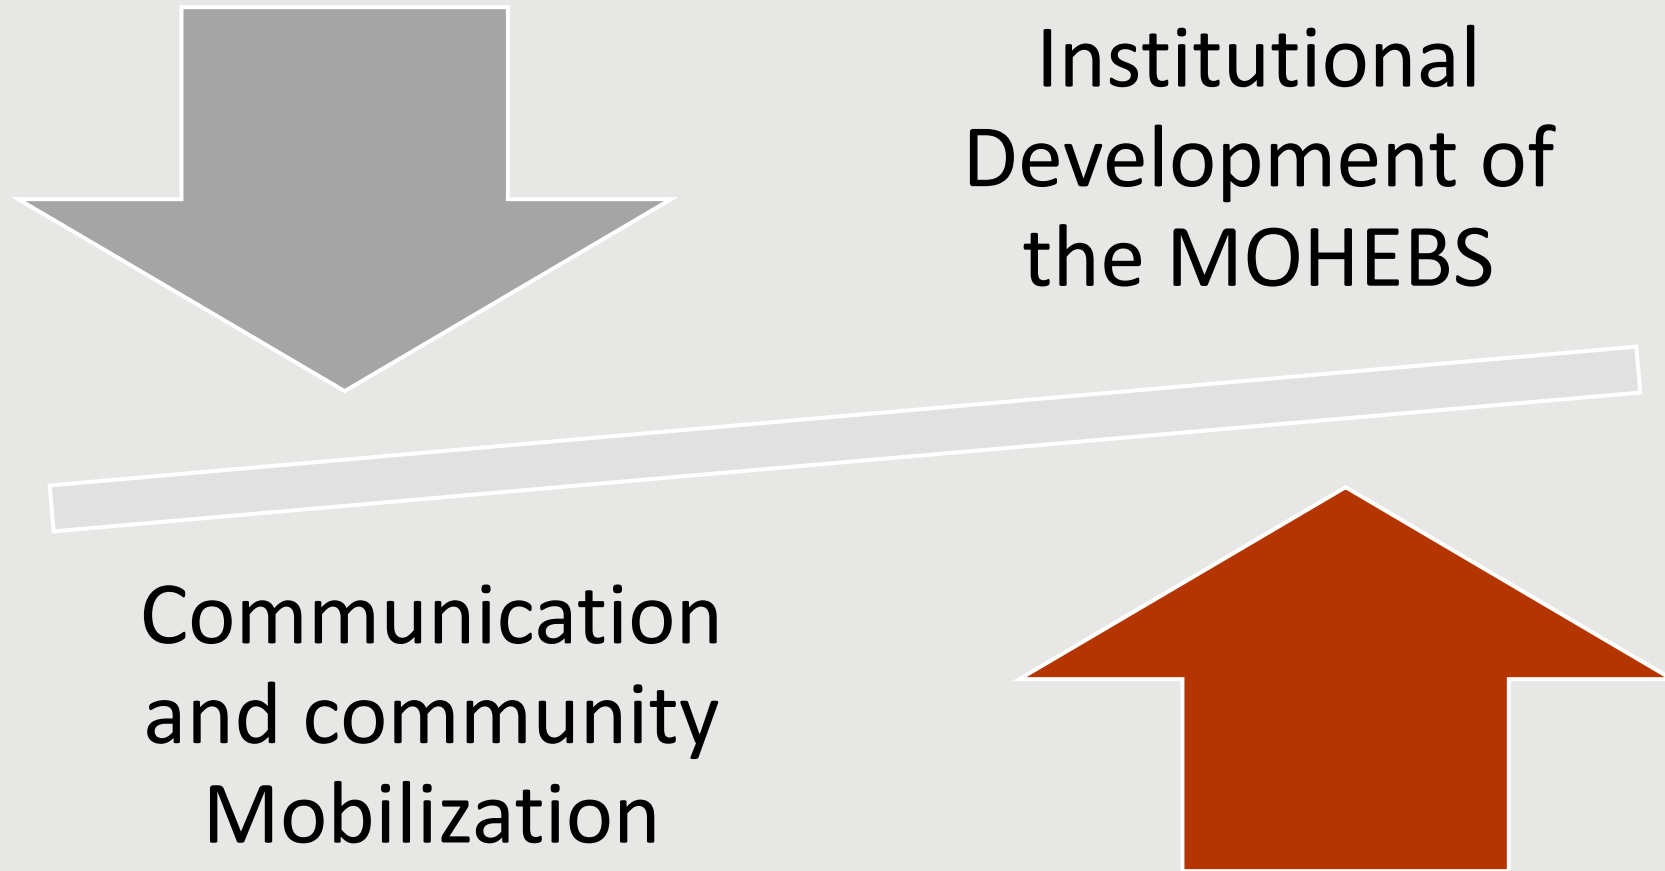 Institutional
Development of
the MOHEBS
Communication
and community
Mobilization